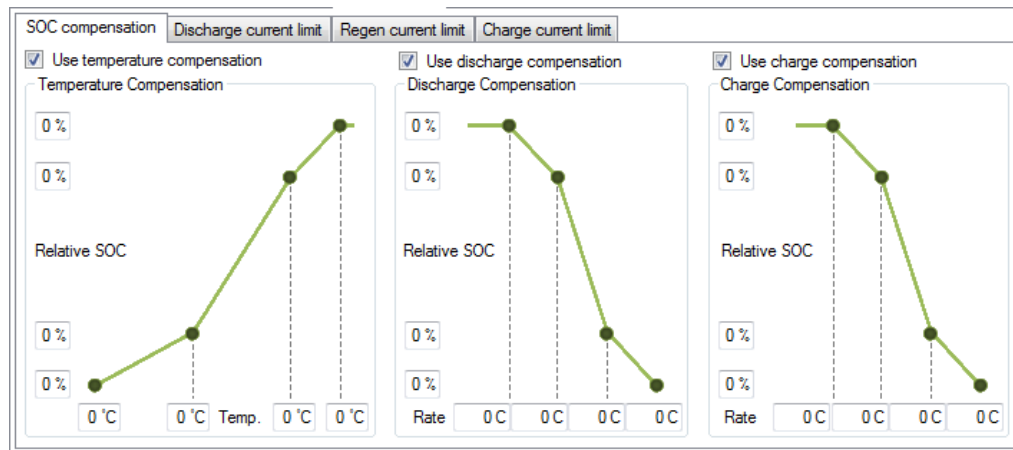 SOC compensation Discharge current limit Regen current limit Charge current limit
Use temperature compensation Use discharge compensation Use charge compensation
Temperature Compensation Discharge Compensation Charge Compensation
0 % 0 % 0 %
0 % 0 % 0 %
Relative SOC Relative SOC Relative SOC
0 % 0 % 0 %
0 % 0 % 0 %
0 °C 0 °C Temp. 0 °C 0 °C Rate 0 C 0 C 0 C 0 C Rate 0 C 0 C 0 C 0 C